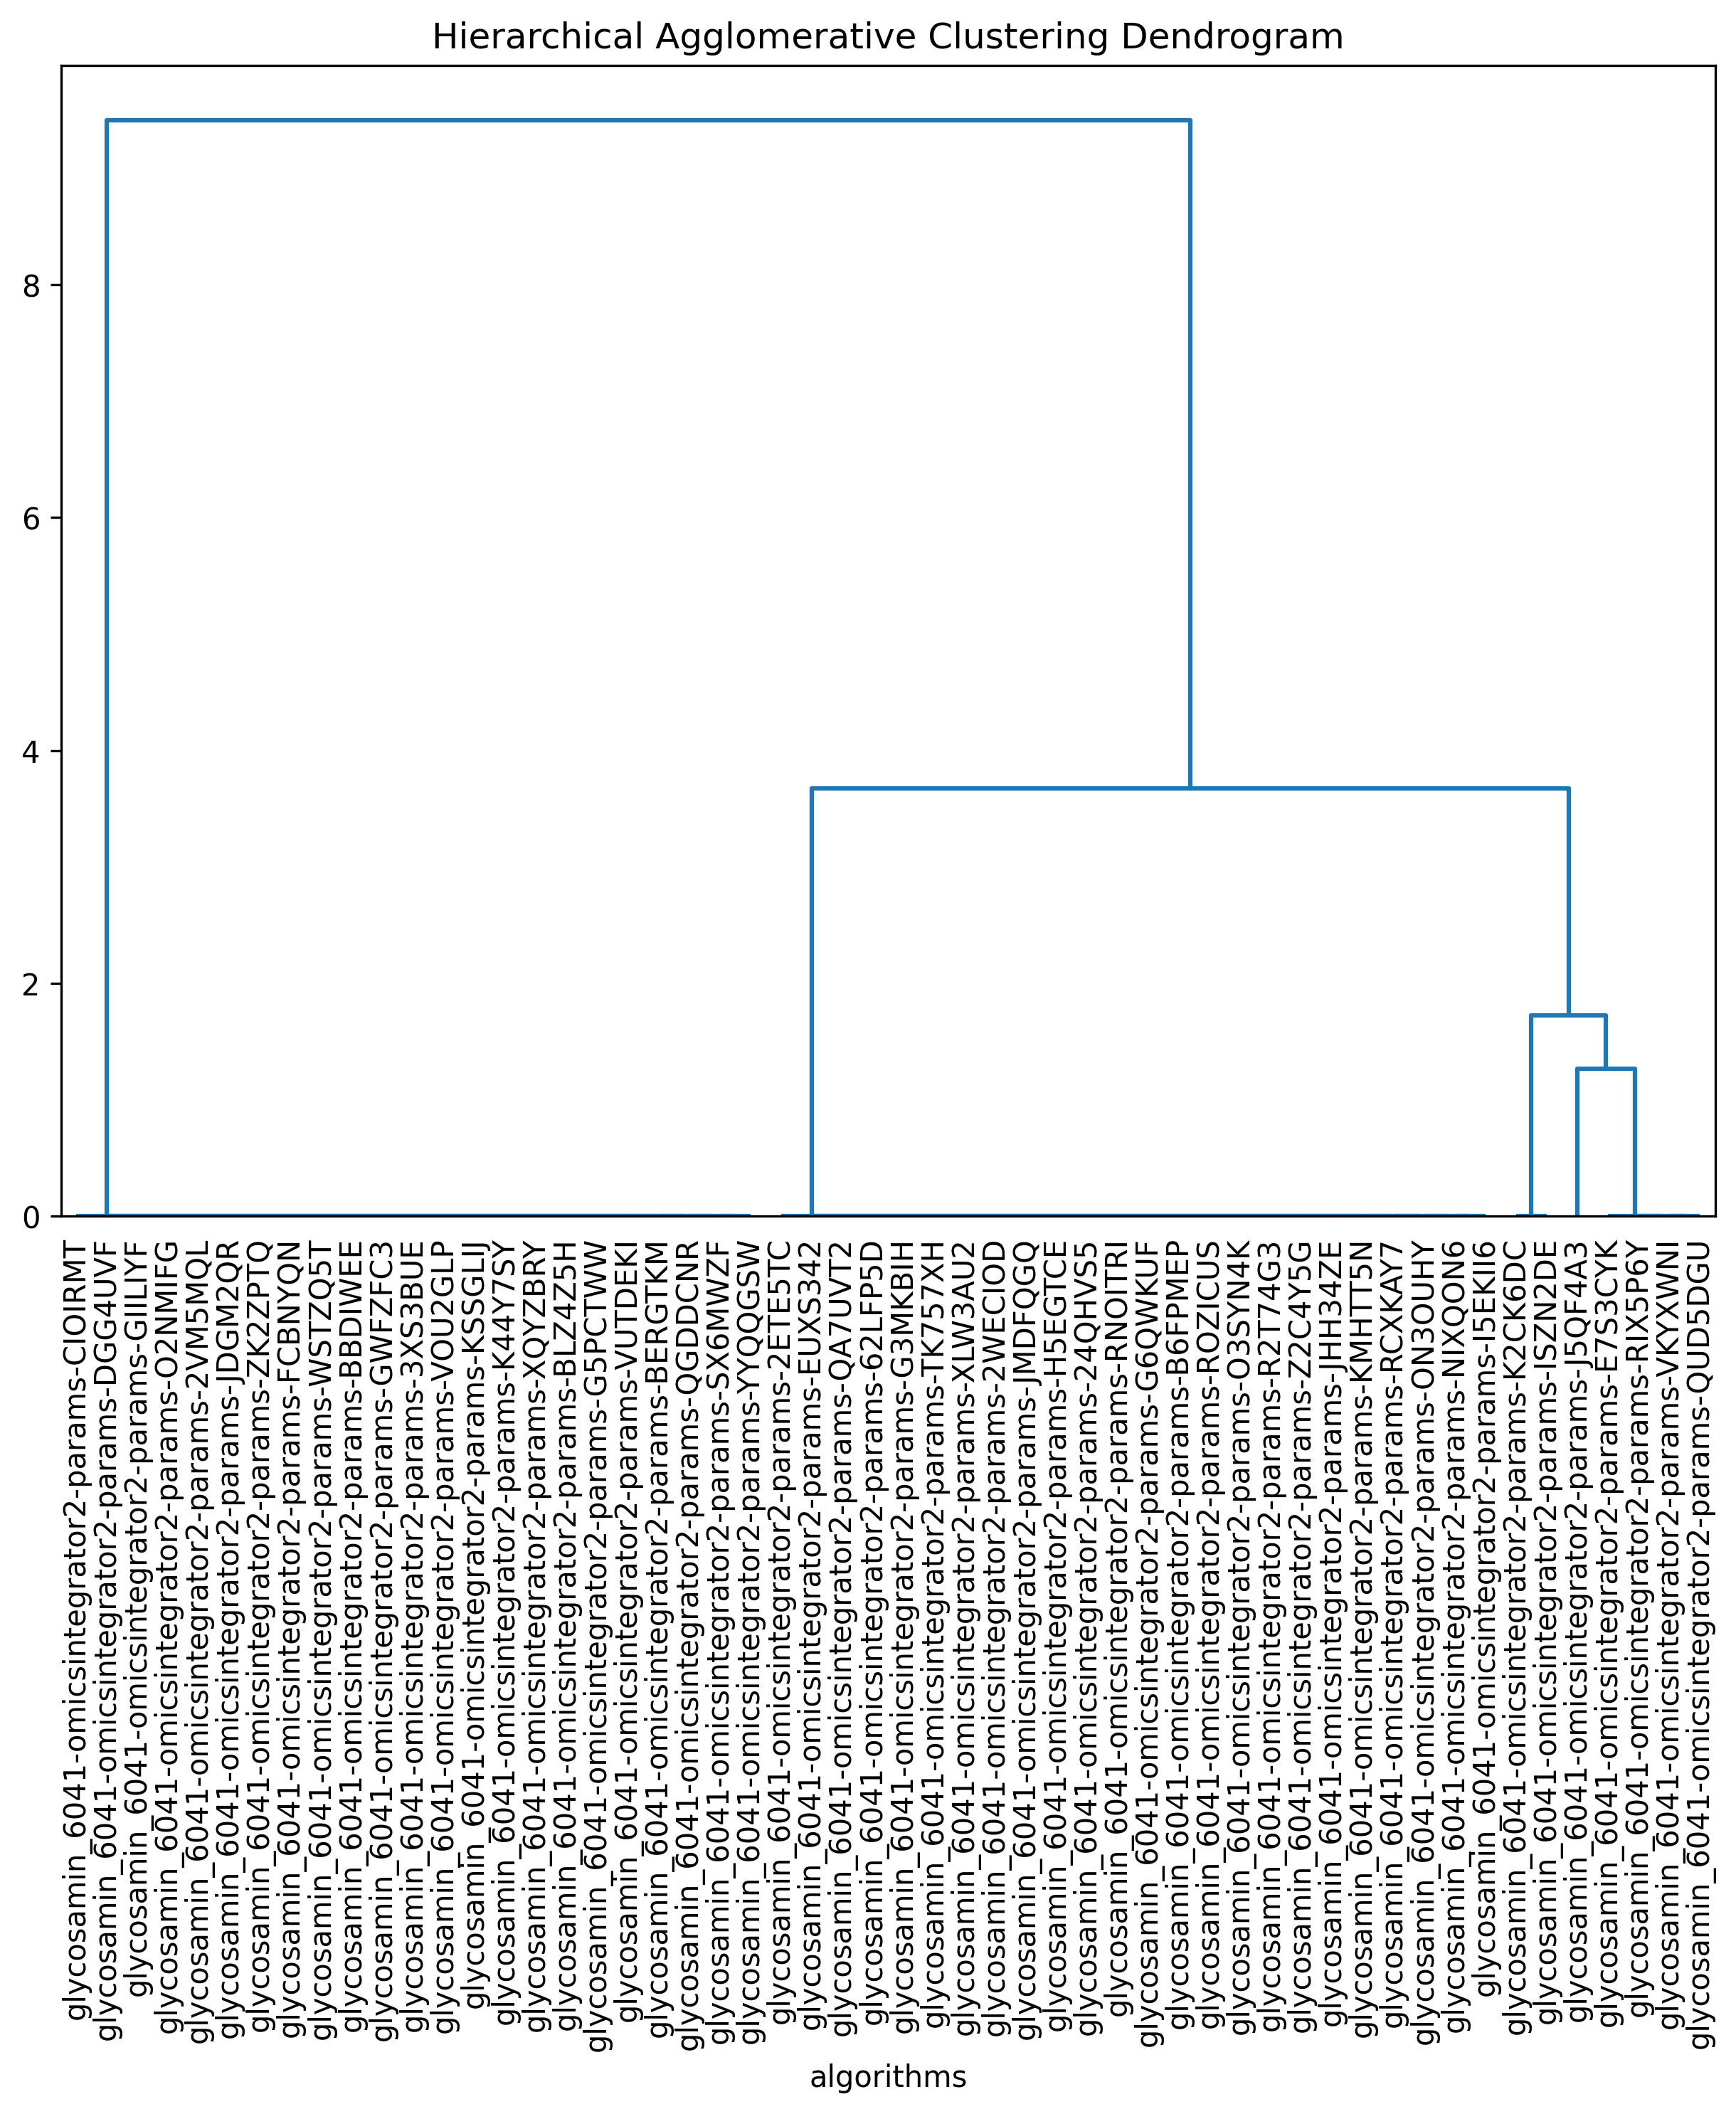 Hierarchical Agglomerative Clustering Dendrogram
8
6
4
2
0
glycosamin_6041-omicsintegrator2-params-CIOIRMT
glycosamin_6041-omicsintegrator2-params-DGG4UVF
glycosamin_6041-omicsintegrator2-params-GIILIYF
glycosamin_6041-omicsintegrator2-params-O2NMIFG
glycosamin_6041-omicsintegrator2-params-2VM5MQL
glycosamin_6041-omicsintegrator2-params-JDGM2QR
glycosamin_6041-omicsintegrator2-params-ZK2ZPTQ
glycosamin_6041-omicsintegrator2-params-FCBNYQN
glycosamin_6041-omicsintegrator2-params-WSTZQ5T
glycosamin_6041-omicsintegrator2-params-BBDIWEE
glycosamin_6041-omicsintegrator2-params-GWFZFC3
glycosamin_6041-omicsintegrator2-params-3XS3BUE
glycosamin_6041-omicsintegrator2-params-VOU2GLP
glycosamin_6041-omicsintegrator2-params-KSSGLIJ
glycosamin_6041-omicsintegrator2-params-K44Y7SY
glycosamin_6041-omicsintegrator2-params-XQYZBRY
glycosamin_6041-omicsintegrator2-params-BLZ4Z5H
glycosamin_6041-omicsintegrator2-params-G5PCTWW
glycosamin_6041-omicsintegrator2-params-VUTDEKI
glycosamin_6041-omicsintegrator2-params-BERGTKM
glycosamin_6041-omicsintegrator2-params-QGDDCNR
glycosamin_6041-omicsintegrator2-params-SX6MWZF
glycosamin_6041-omicsintegrator2-params-YYQQGSW
glycosamin_6041-omicsintegrator2-params-2ETE5TC
glycosamin_6041-omicsintegrator2-params-EUXS342
glycosamin_6041-omicsintegrator2-params-QA7UVT2
glycosamin_6041-omicsintegrator2-params-62LFP5D
glycosamin_6041-omicsintegrator2-params-G3MKBIH
glycosamin_6041-omicsintegrator2-params-TK757XH
glycosamin_6041-omicsintegrator2-params-XLW3AU2
glycosamin_6041-omicsintegrator2-params-2WECIOD
glycosamin_6041-omicsintegrator2-params-JMDFQGQ
glycosamin_6041-omicsintegrator2-params-H5EGTCE
glycosamin_6041-omicsintegrator2-params-24QHVS5
glycosamin_6041-omicsintegrator2-params-RNOITRI
glycosamin_6041-omicsintegrator2-params-G6QWKUF
glycosamin_6041-omicsintegrator2-params-B6FPMEP
glycosamin_6041-omicsintegrator2-params-ROZICUS
glycosamin_6041-omicsintegrator2-params-O3SYN4K
glycosamin_6041-omicsintegrator2-params-R2T74G3
glycosamin_6041-omicsintegrator2-params-Z2C4Y5G
glycosamin_6041-omicsintegrator2-params-JHH34ZE
glycosamin_6041-omicsintegrator2-params-KMHTT5N
glycosamin_6041-omicsintegrator2-params-RCXKAY7
glycosamin_6041-omicsintegrator2-params-ON3OUHY
glycosamin_6041-omicsintegrator2-params-NIXQON6
glycosamin_6041-omicsintegrator2-params-I5EKII6
glycosamin_6041-omicsintegrator2-params-K2CK6DC
glycosamin_6041-omicsintegrator2-params-ISZN2DE
glycosamin_6041-omicsintegrator2-params-J5QF4A3
glycosamin_6041-omicsintegrator2-params-E7S3CYK
glycosamin_6041-omicsintegrator2-params-RIX5P6Y
glycosamin_6041-omicsintegrator2-params-VKYXWNI
glycosamin_6041-omicsintegrator2-params-QUD5DGU
algorithms